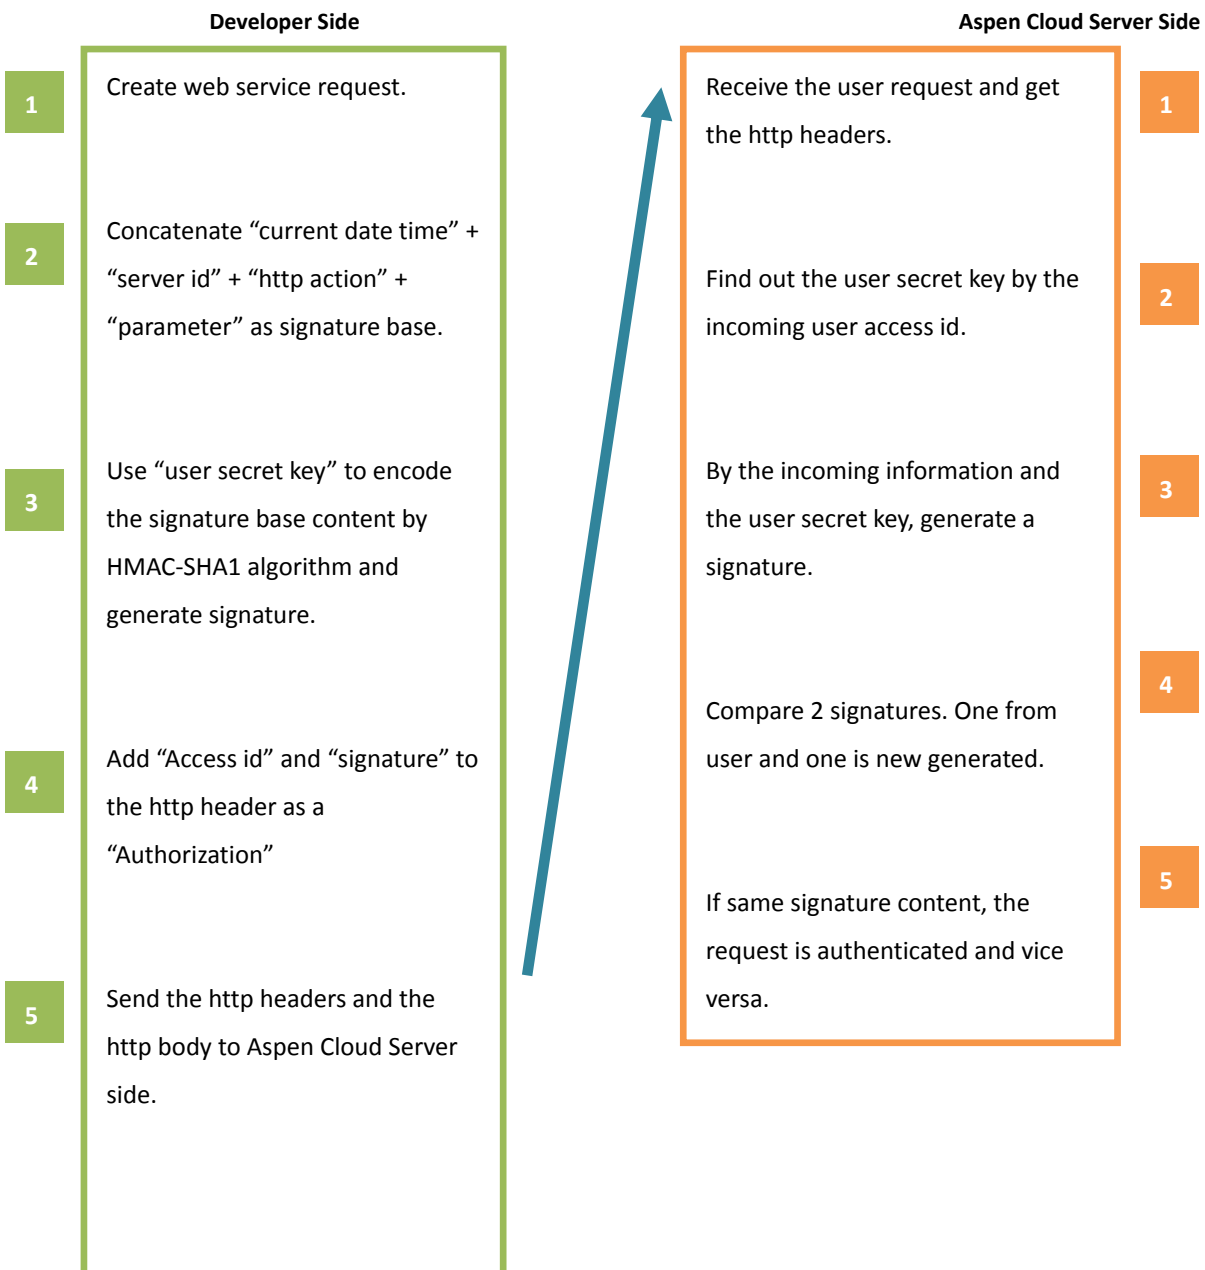 Developer Side
Aspen Cloud Server Side
1
Create web service request.
2
Concatenate “current date time” +
“server id” + “http action” +
“parameter” as signature base.
3
Use “user secret key” to encode
the signature base content by
HMAC-SHA1 algorithm and
generate signature.
4
Add “Access id” and “signature” to
the http header as a
“Authorization”
5
Send the http headers and the
http body to Aspen Cloud Server
side.
Receive the user request and get
the http headers.
1
Find out the user secret key by the
incoming user access id.
2
By the incoming information and
the user secret key, generate a
signature.
3
Compare 2 signatures. One from
user and one is new generated.
4
If same signature content, the
request is authenticated and vice
versa.
5